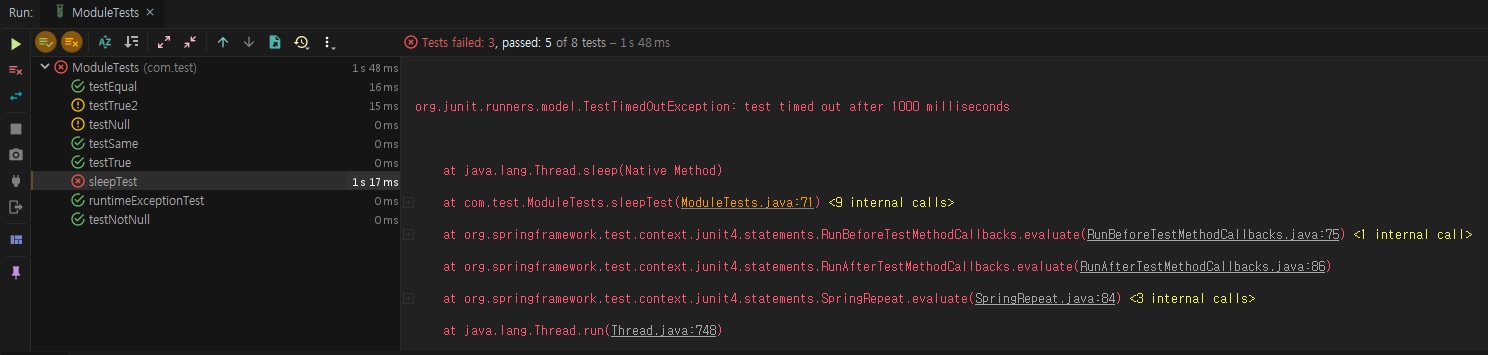 Run: ModuleTests ×
Tests failed: 3, passed: 5 of 8 tests – 1 s 48 ms
ModuleTests (com.test) 1 s 48 ms
testEqual 16 ms
testTrue2 15 ms
testNull 0 ms
testSame 0 ms
testTrue 0 ms
sleepTest 1 s 17 ms
runtimeExceptionTest 0 ms
testNotNull 0 ms
org.junit.runners.model.TestTimedOutException: test timed out after 1000 milliseconds
at java.lang.Thread.sleep(Native Method)
at com.test.ModuleTests.sleepTest(ModuleTests.java:71) <9 internal calls>
at org.springframework.test.context.junit4.statements.RunBeforeTestMethodCallbacks.evaluate(RunBeforeTestMethodCallbacks.java:75) <1 internal call>
at org.springframework.test.context.junit4.statements.RunAfterTestMethodCallbacks.evaluate(RunAfterTestMethodCallbacks.java:86)
at org.springframework.test.context.junit4.statements.SpringRepeat.evaluate(SpringRepeat.java:84) <3 internal calls>
at java.lang.Thread.run(Thread.java:748)